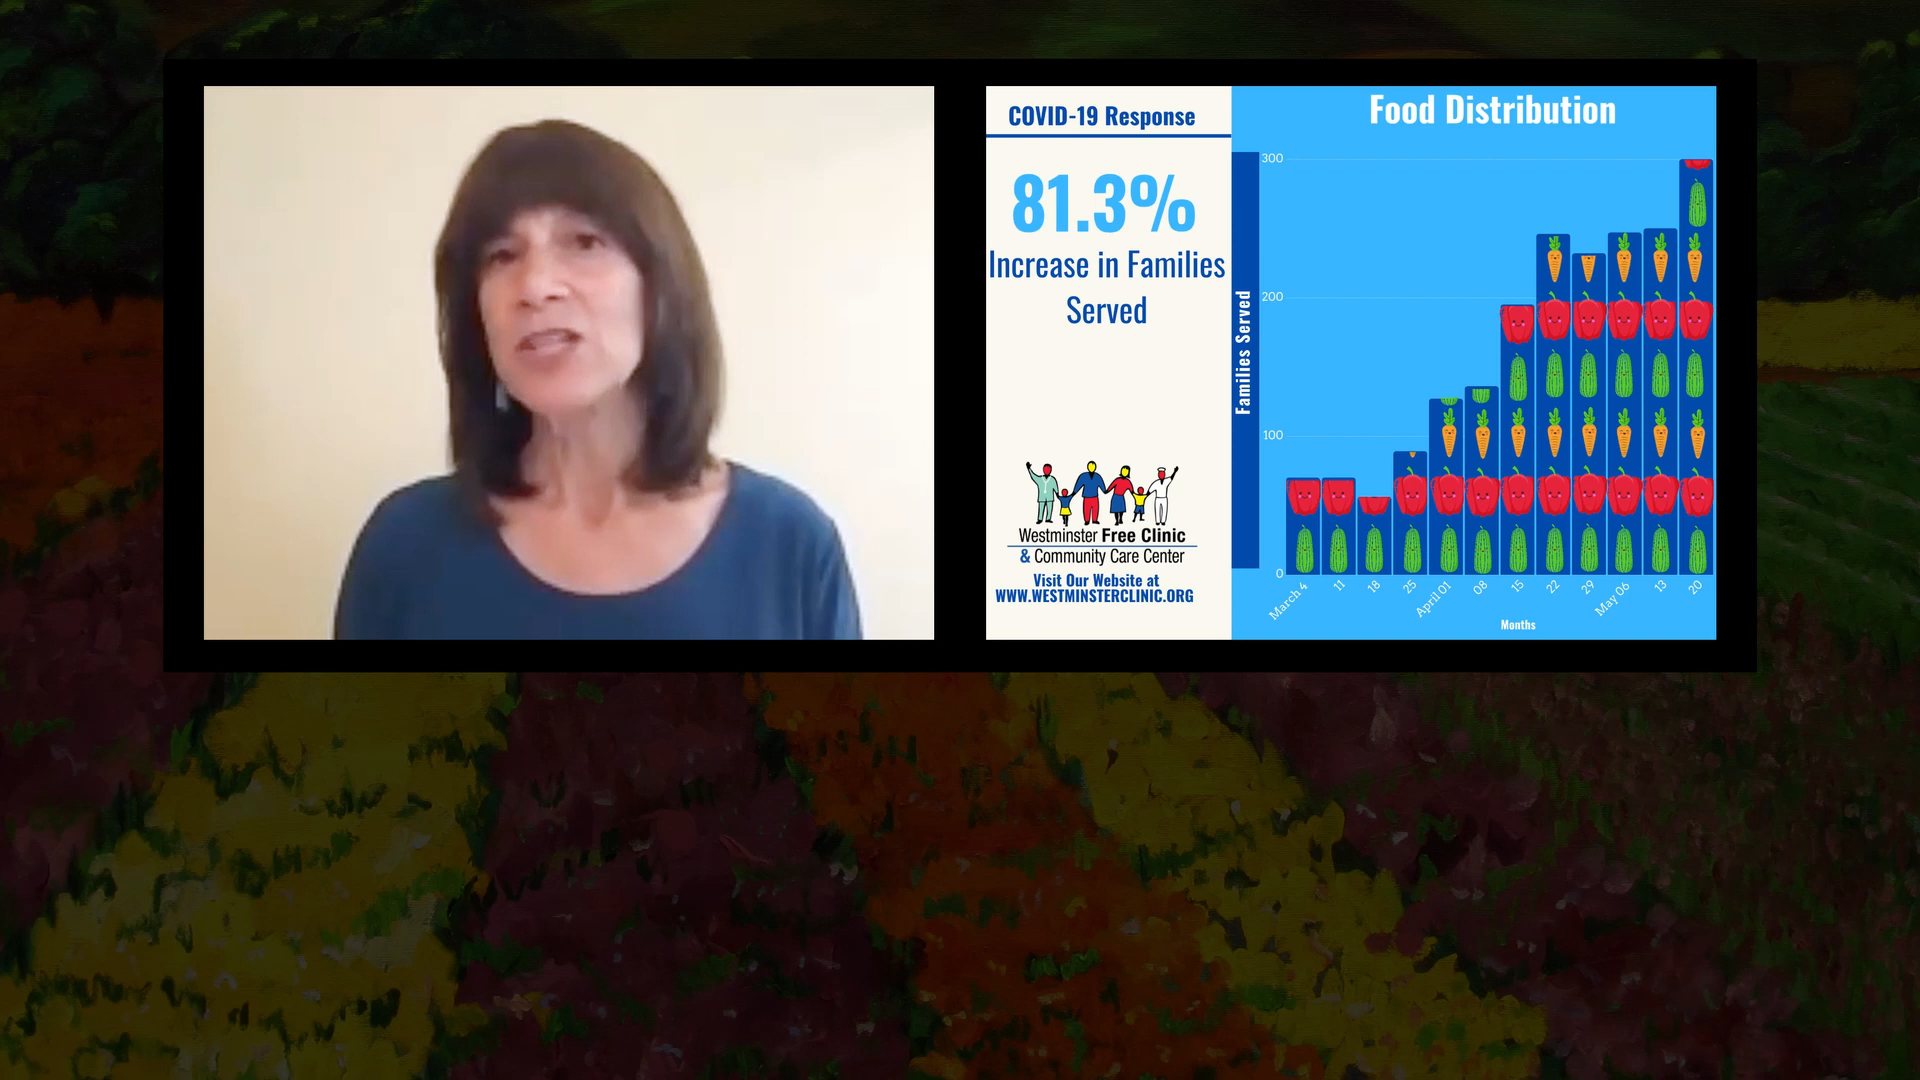 COVID-19 Response
81.3%
Increase in Families
Served
Westminster Free Clinic
& Community Care Center
Visit Our Website at
WWW.WESTMINSTERCLINIC.ORG
Food Distribution
Families Served
300
200
100
0
March 4
11
18
25
April 01
08
15
22
29
May 06
13
20
Months